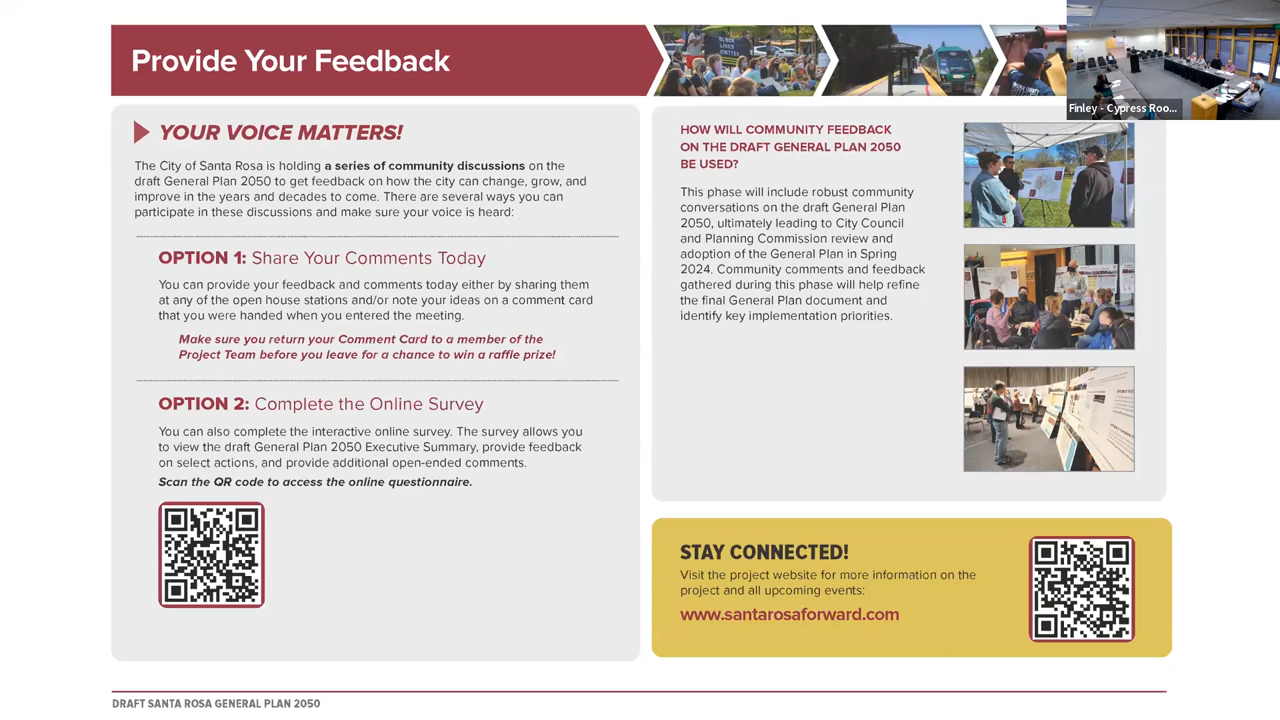 Provide Your Feedback
BLACK
LIVES
MATTER
Finley - Cypress Roo...
YOUR VOICE MATTERS!
The City of Santa Rosa is holding a series of community discussions on the
draft General Plan 2050 to get feedback on how the city can change, grow, and
improve in the years and decades to come. There are several ways you can
participate in these discussions and make sure your voice is heard:
OPTION 1: Share Your Comments Today
You can provide your feedback and comments today either by sharing them
at any of the open house stations and/or note your ideas on a comment card
that you were handed when you entered the meeting.
Make sure you return your Comment Card to a member of the
Project Team before you leave for a chance to win a raffle prize!
OPTION 2: Complete the Online Survey
You can also complete the interactive online survey. The survey allows you
to view the draft General Plan 2050 Executive Summary, provide feedback
on select actions, and provide additional open-ended comments.
Scan the QR code to access the online questionnaire.
HOW WILL COMMUNITY FEEDBACK
ON THE DRAFT GENERAL PLAN 2050
BE USED?
This phase will include robust community
conversations on the draft General Plan
2050, ultimately leading to City Council
and Planning Commission review and
adoption of the General Plan in Spring
2024. Community comments and feedback
gathered during this phase will help refine
the final General Plan document and
identify key implementation priorities.
STAY CONNECTED!
Visit the project website for more information on the
project and all upcoming events:
www.santarosaforward.com
DRAFT SANTA ROSA GENERAL PLAN 2050